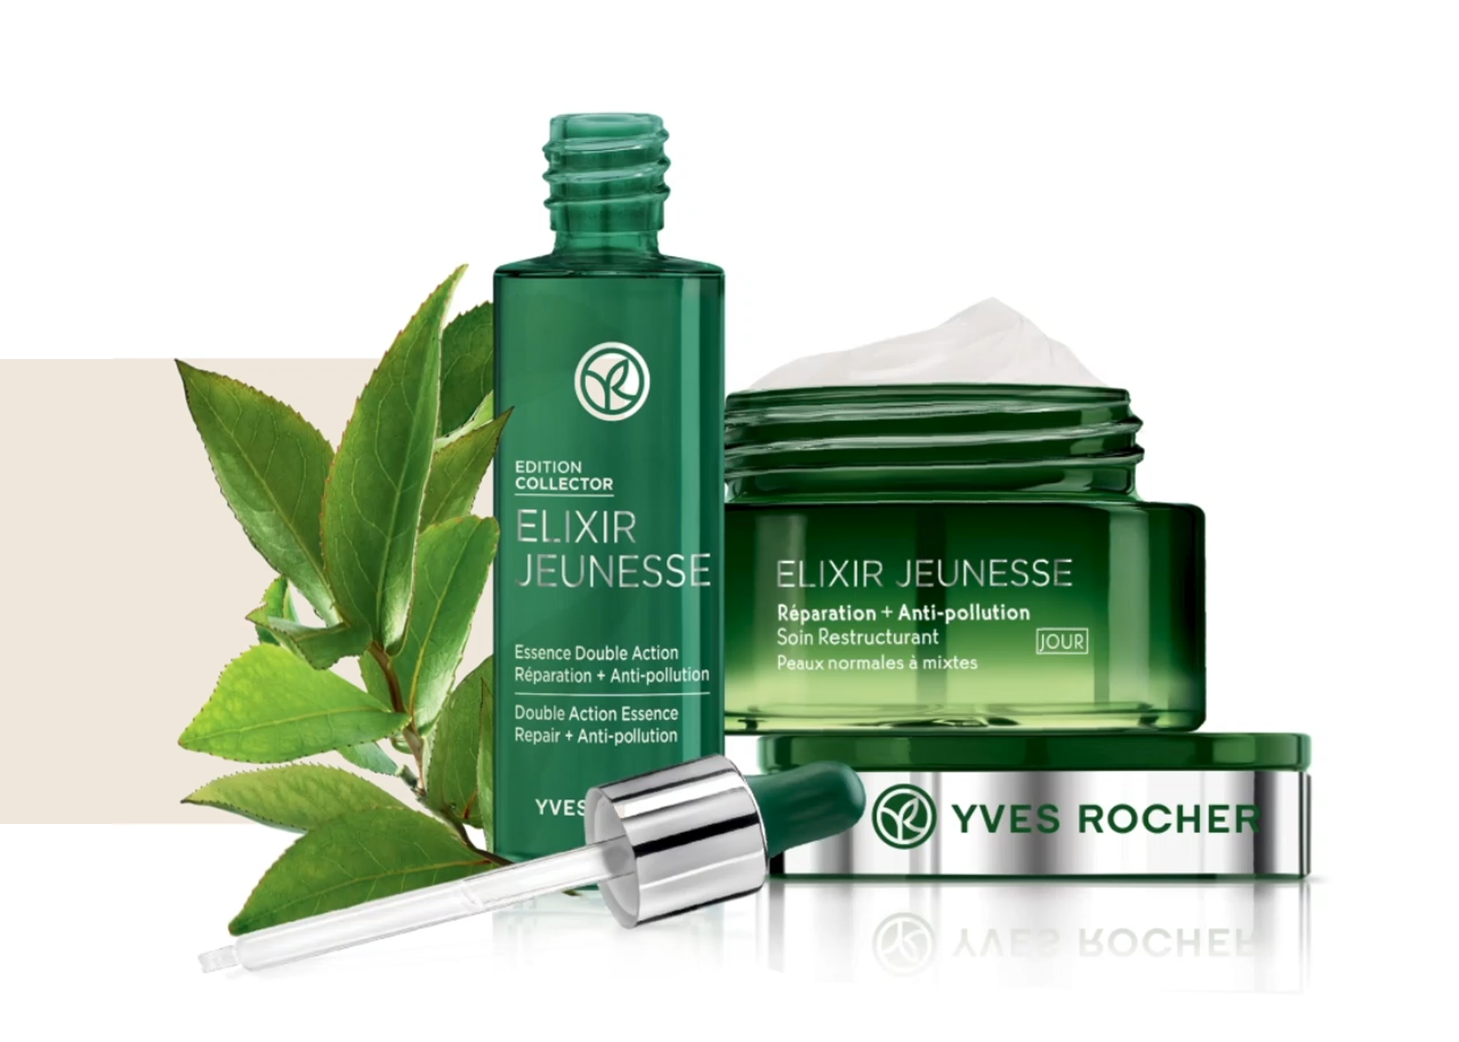 EDITION
COLLECTOR
ELIXIR
JEUNESSE
Essence Double Action
Réparation + Anti-pollution
Double Action Essence
Repair + Anti-pollution
YVES
ELIXIR JEUNESSE
Réparation + Anti-pollution
Soin Restructurant
JOUR
Peaux normales à mixtes
YVES ROCHER